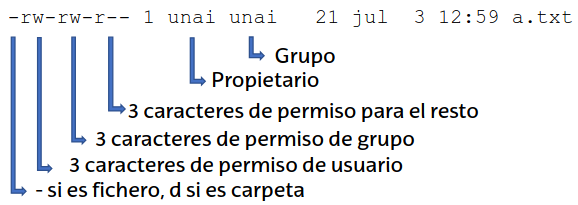 -rw-rw-r-- 1 unai unai   21 jul  3 12:59 a.txt
Grupo
Propietario
3 caracteres de permiso para el resto
3 caracteres de permiso de grupo
3 caracteres de permiso de usuario
- si es fichero, d si es carpeta